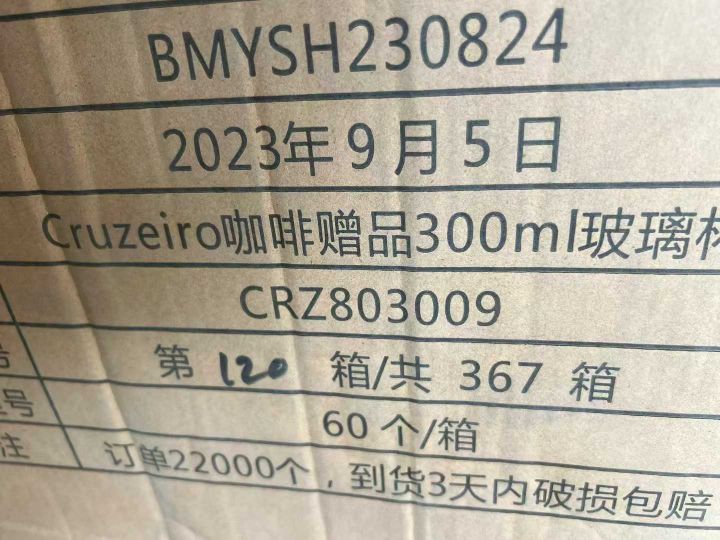 BMYSH230824
2023年9月5日
Cruzeiro咖啡赠品300ml玻璃杯
CRZ803009
号 第 120 箱/共 367 箱
号 60 个/箱
注 订单22000个，到货3天内破损包赔